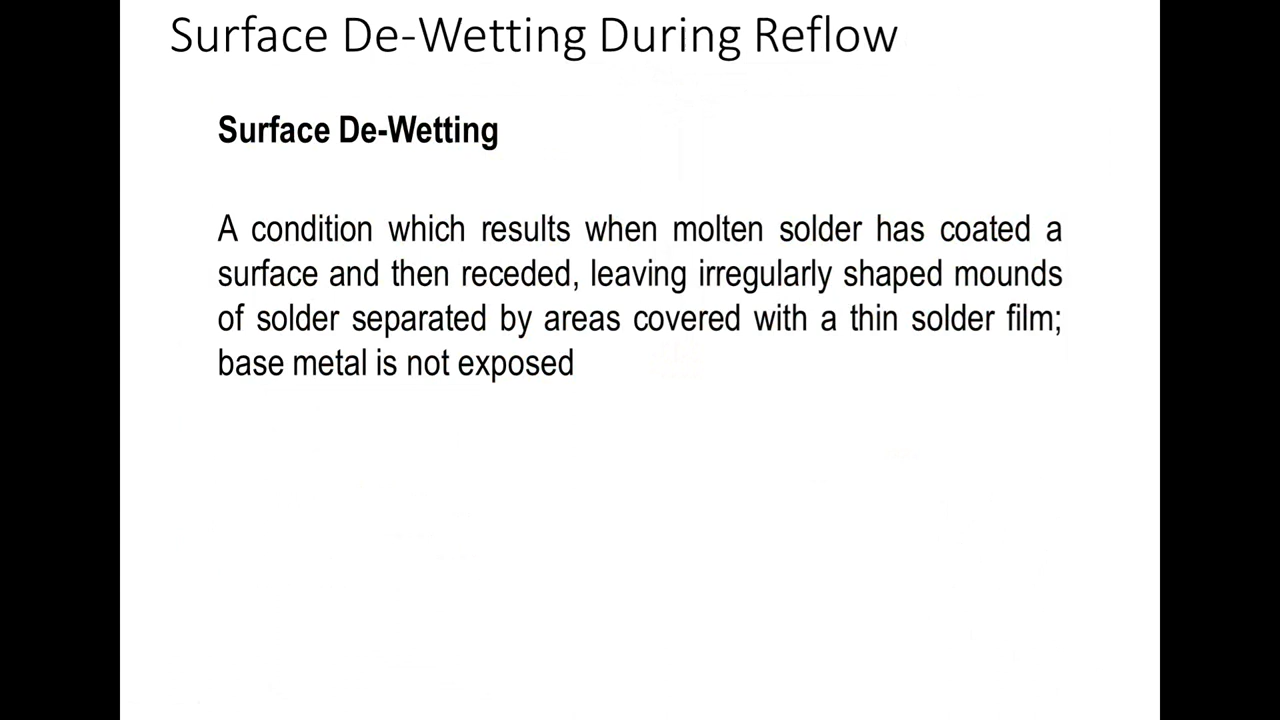 Surface De-Wetting During Reflow
Surface De-Wetting
A condition which results when molten solder has coated a
surface and then receded, leaving irregularly shaped mounds
of solder separated by areas covered with a thin solder film;
base metal is not exposed